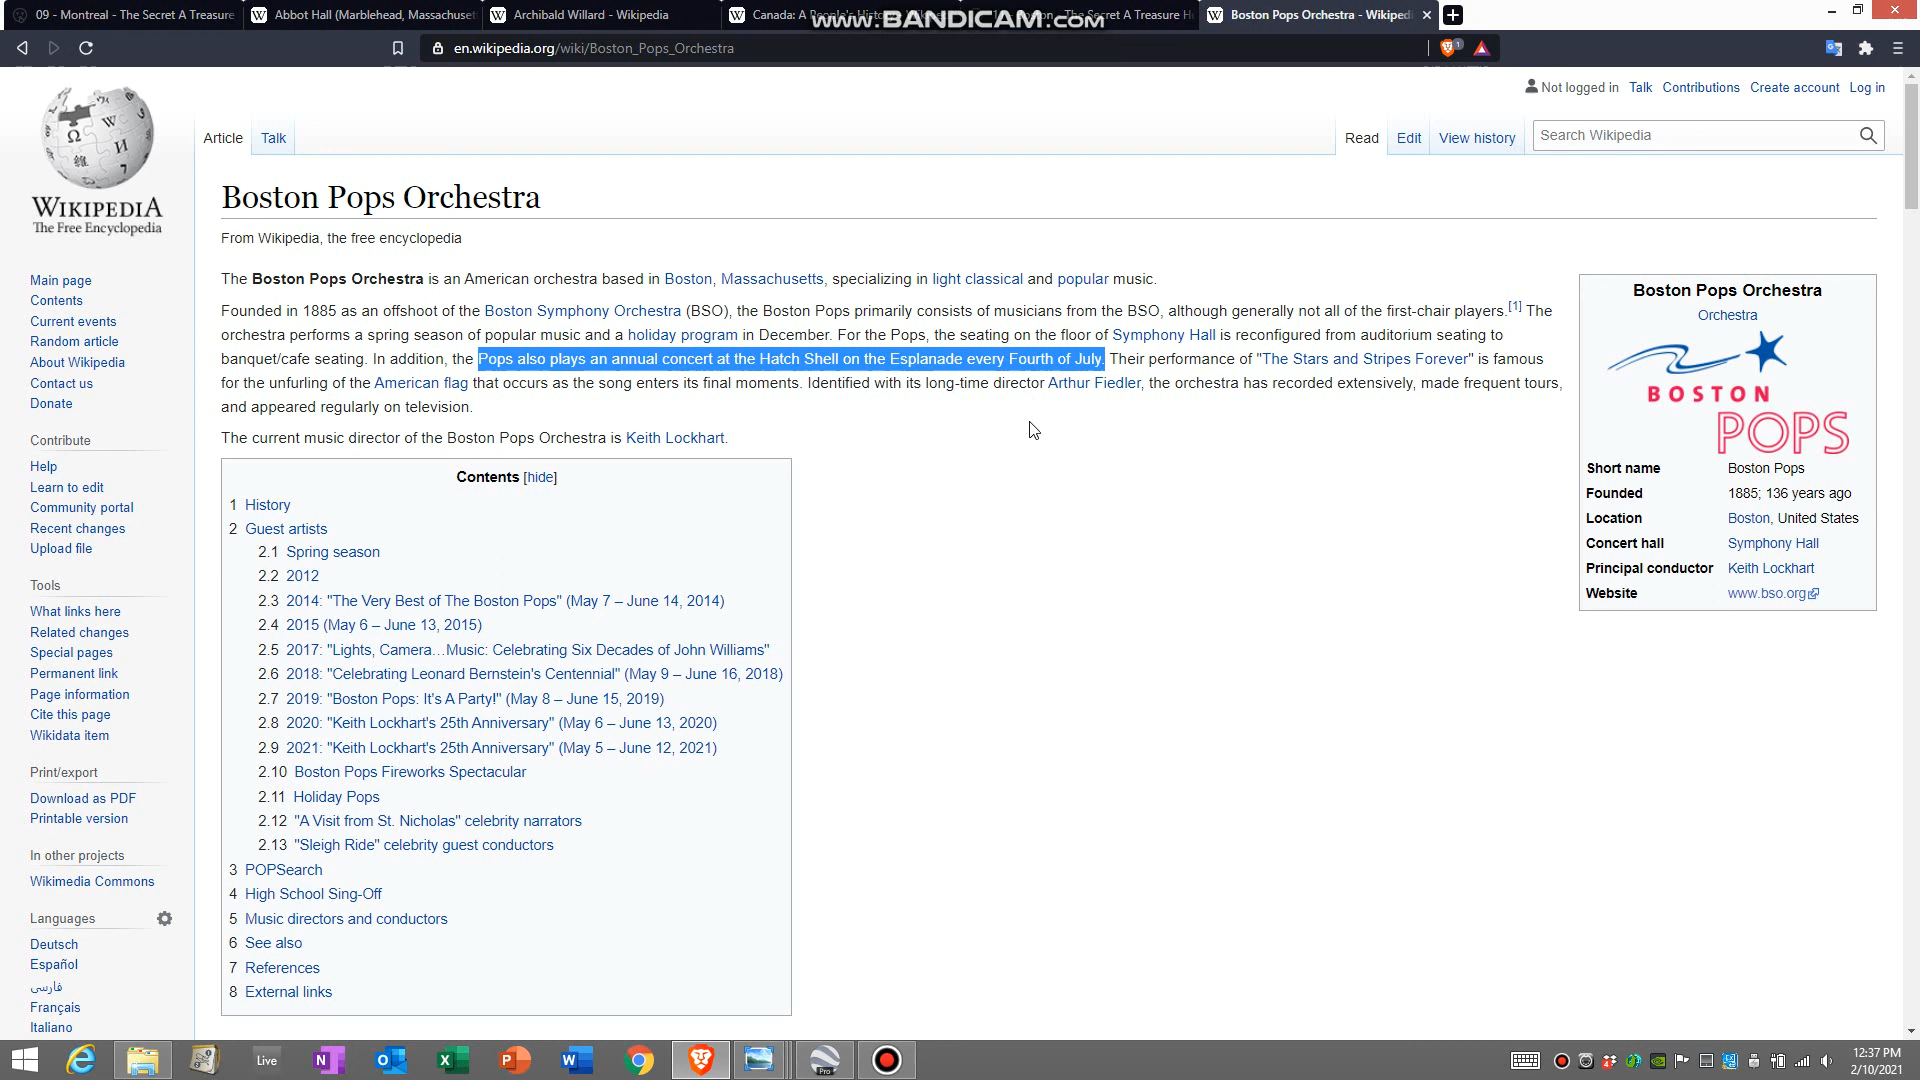 09 - Montreal - The Secret A Treasure
Abbot Hall (Marblehead, Massachuset
Archibald Willard - Wikipedia
Canada: A People's Hist
The Secret A Treasure H
Boston Pops Orchestra - Wikiped
www.BANDICAM.com
en.wikipedia.org/wiki/Boston_Pops_Orchestra
1
Not logged in Talk Contributions Create account Log in
Article Talk
Read Edit View history
Search Wikipedia
WIKIPEDIA
The Free Encyclopedia
Main page
Contents
Current events
Random article
About Wikipedia
Contact us
Donate
Contribute
Help
Learn to edit
Community portal
Recent changes
Upload file
Tools
What links here
Related changes
Special pages
Permanent link
Page information
Cite this page
Wikidata item
Print/export
Download as PDF
Printable version
In other projects
Wikimedia Commons
Languages
Deutsch
Español
فارسی
Français
Italiano
Boston Pops Orchestra
From Wikipedia, the free encyclopedia
The Boston Pops Orchestra is an American orchestra based in Boston, Massachusetts, specializing in light classical and popular music.
Founded in 1885 as an offshoot of the Boston Symphony Orchestra (BSO), the Boston Pops primarily consists of musicians from the BSO, although generally not all of the first-chair players.[1] The
orchestra performs a spring season of popular music and a holiday program in December. For the Pops, the seating on the floor of Symphony Hall is reconfigured from auditorium seating to
banquet/cafe seating. In addition, the Pops also plays an annual concert at the Hatch Shell on the Esplanade every Fourth of July. Their performance of "The Stars and Stripes Forever" is famous
for the unfurling of the American flag that occurs as the song enters its final moments. Identified with its long-time director Arthur Fiedler, the orchestra has recorded extensively, made frequent tours,
and appeared regularly on television.
The current music director of the Boston Pops Orchestra is Keith Lockhart.
Contents [hide]
1 History
2 Guest artists
2.1 Spring season
2.2 2012
2.3 2014: "The Very Best of The Boston Pops" (May 7 – June 14, 2014)
2.4 2015 (May 6 – June 13, 2015)
2.5 2017: "Lights, Camera…Music: Celebrating Six Decades of John Williams"
2.6 2018: "Celebrating Leonard Bernstein's Centennial" (May 9 – June 16, 2018)
2.7 2019: "Boston Pops: It's A Party!" (May 8 – June 15, 2019)
2.8 2020: "Keith Lockhart's 25th Anniversary" (May 6 – June 13, 2020)
2.9 2021: "Keith Lockhart's 25th Anniversary" (May 5 – June 12, 2021)
2.10 Boston Pops Fireworks Spectacular
2.11 Holiday Pops
2.12 "A Visit from St. Nicholas" celebrity narrators
2.13 "Sleigh Ride" celebrity guest conductors
3 POPSearch
4 High School Sing-Off
5 Music directors and conductors
6 See also
7 References
8 External links
Boston Pops Orchestra
Orchestra
BOSTON
POPS
Short name Boston Pops
Founded 1885; 136 years ago
Location Boston, United States
Concert hall Symphony Hall
Principal conductor Keith Lockhart
Website www.bso.org
Live
Pro
12:37 PM
2/10/2021